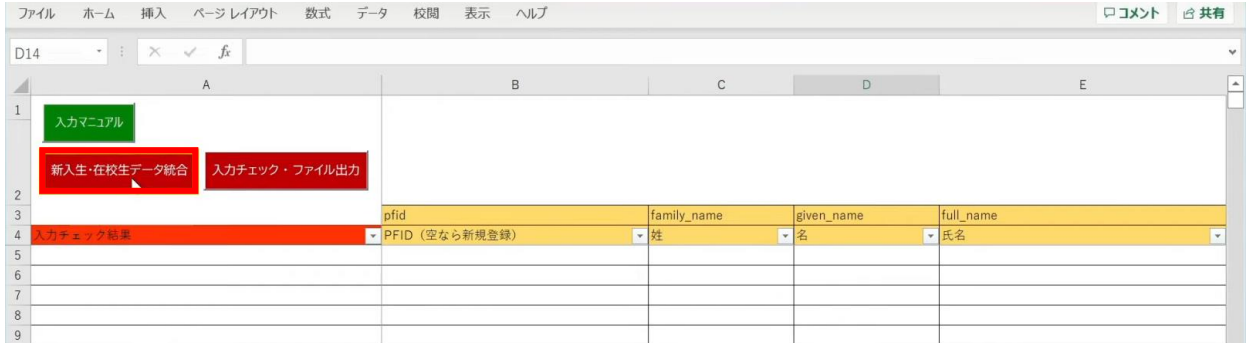 ファイル ホーム 挿入 ページ レイアウト 数式 データ 校閲 表示 ヘルプ コメント 共有
D14 fx
A B C D E
1
入力マニュアル
新入生・在校生データ統合 入力チェック・ファイル出力
2
3 pfid family_name given_name full_name
4 入力チェック結果 PFID（空なら新規登録） 姓 名 氏名
5
6
7
8
9